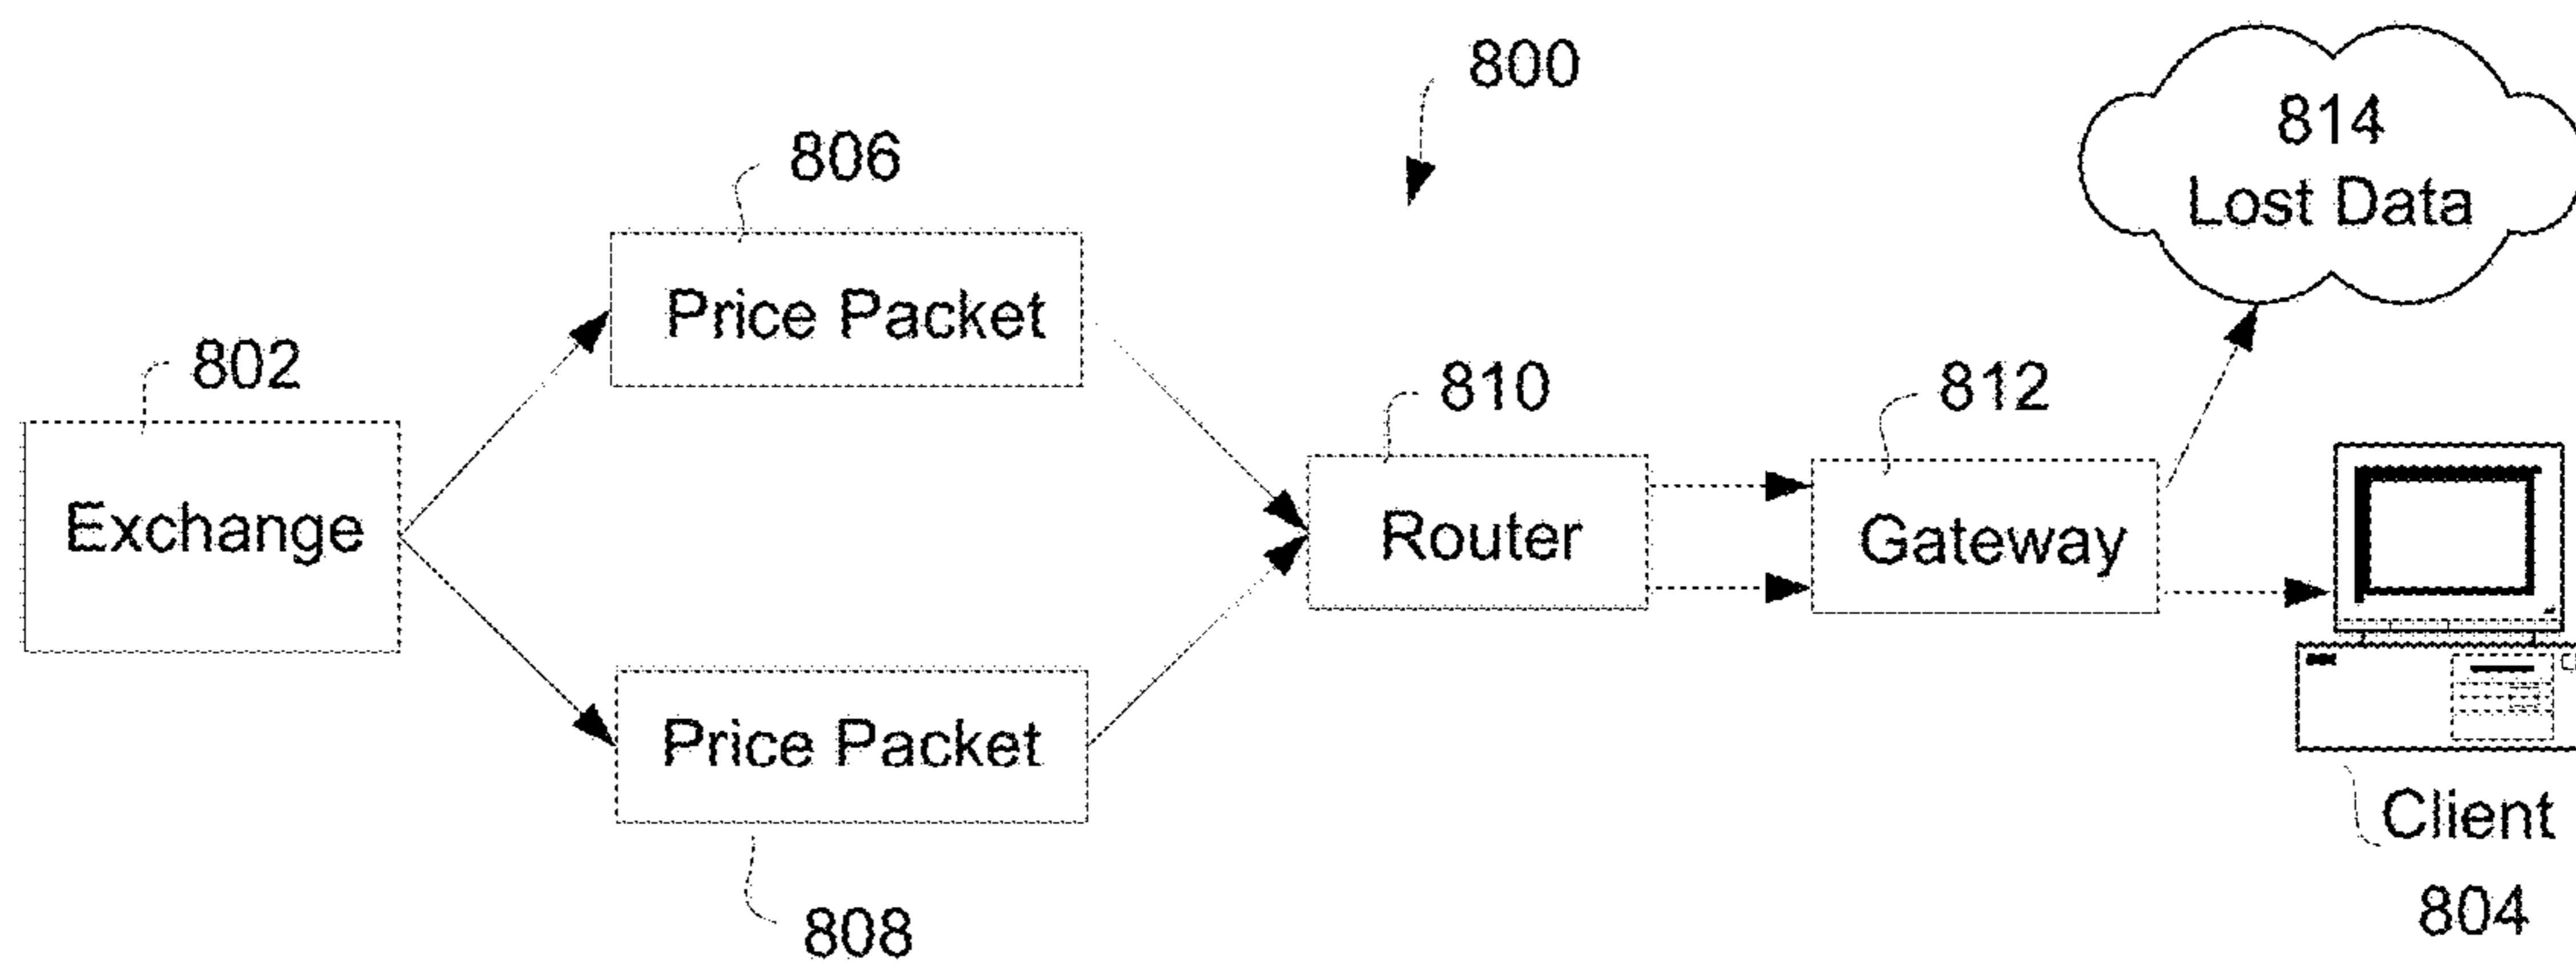 800
814
Lost Data
806
Price Packet
802
Exchange
810
Router
812
Gateway
Price Packet
808
Client
804